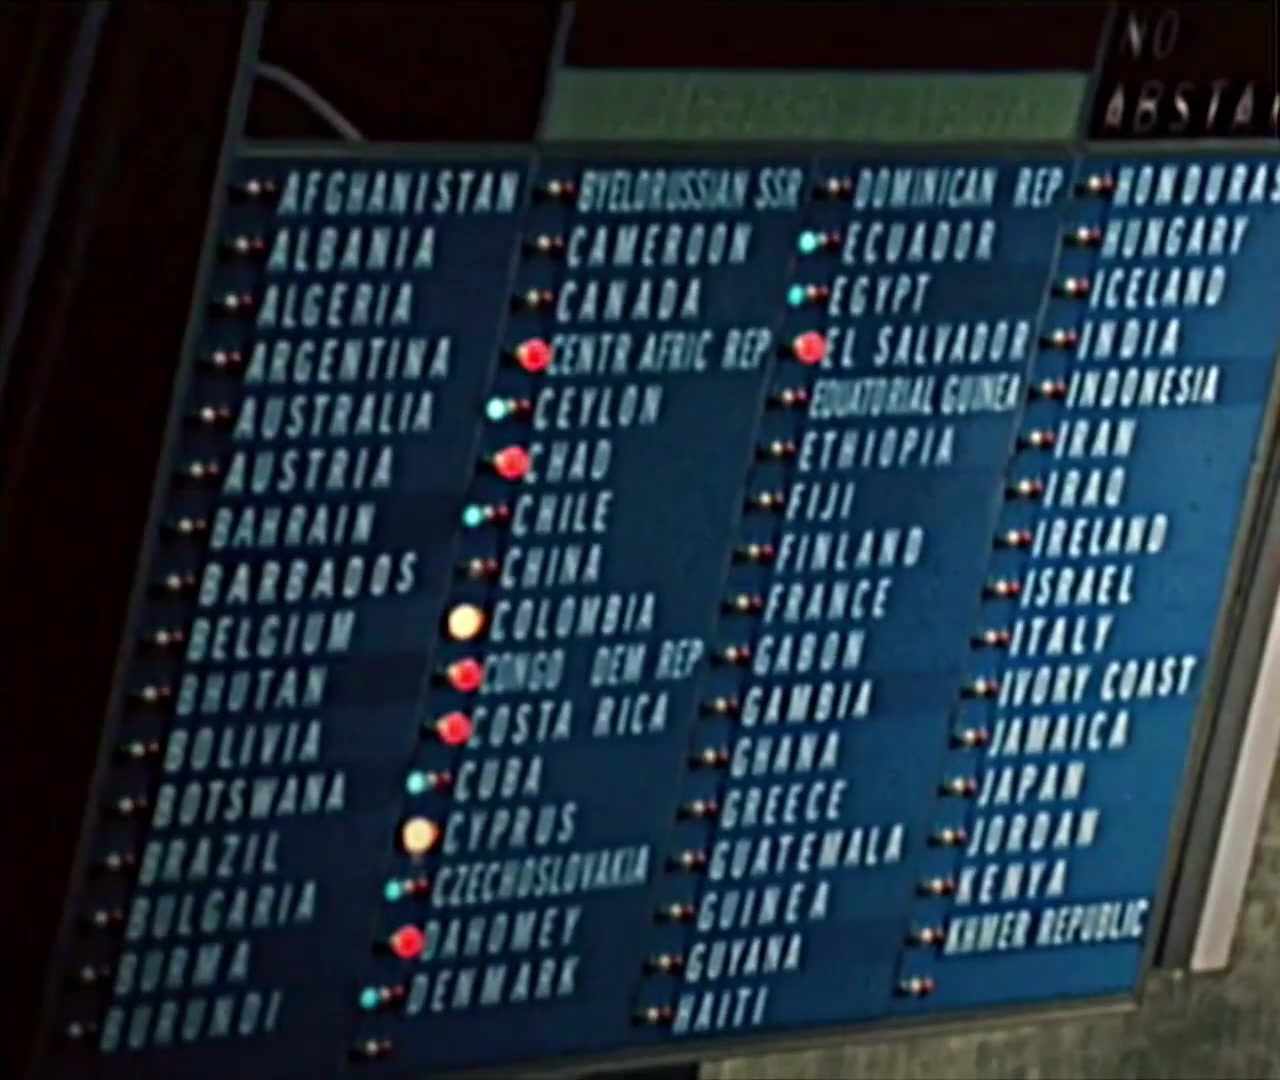 NO
AFGHANISTAN
ALBANIA
ALGERIA
ARGENTINA
AUSTRALIA
AUSTRIA
BAHRAIN
BARBADOS
BELGIUM
BHUTAN
BOLIVIA
BOTSWANA
BRAZIL
BULGARIA
BURMA
BURUNDI
BYELORUSSIAN SSR
CAMEROON
CANADA
CENTR AFRIC REP
CEYLON
CHAD
CHILE
CHINA
COLOMBIA
CONGO DEM REP
COSTA RICA
CUBA
CYPRUS
CZECHOSLOVAKIA
DAHOMEY
DENMARK
DOMINICAN REP
ECUADOR
EGYPT
EL SALVADOR
EQUATORIAL GUINEA
ETHIOPIA
FIJI
FINLAND
FRANCE
GABON
GAMBIA
GHANA
GREECE
GUATEMALA
GUINEA
GUYANA
HAITI
HONDURAS
HUNGARY
ICELAND
INDIA
INDONESIA
IRAN
IRAQ
IRELAND
ISRAEL
ITALY
IVORY COAST
JAMAICA
JAPAN
JORDAN
KENYA
KHMER REPUBLIC